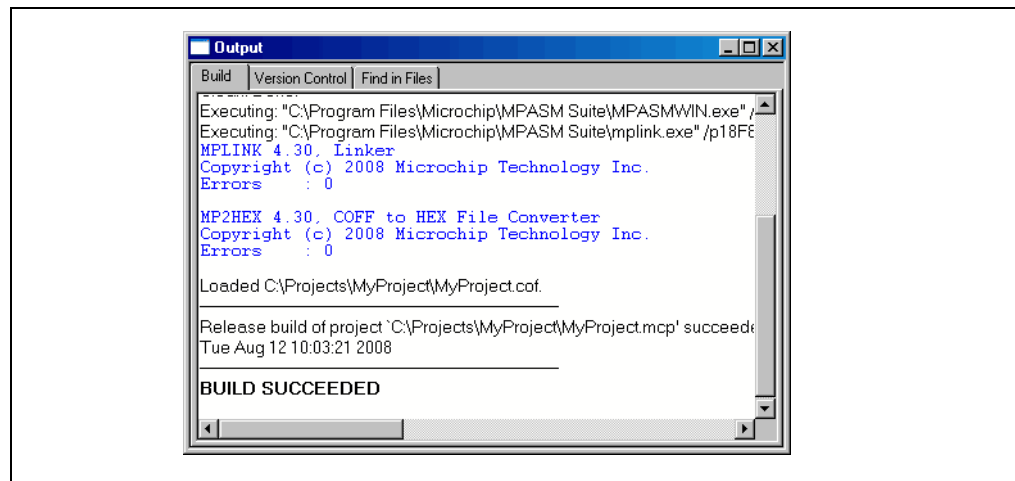 Output
Build Version Control Find in Files
Executing: "C:\Program Files\Microchip\MPASM Suite\MPASMWIN.exe" /
Executing: "C:\Program Files\Microchip\MPASM Suite\mplink.exe" /p18F8
MPLINK 4.30, Linker
Copyright (c) 2008 Microchip Technology Inc.
Errors : 0
MP2HEX 4.30, COFF to HEX File Converter
Copyright (c) 2008 Microchip Technology Inc.
Errors : 0
Loaded C:\Projects\MyProject\MyProject.cof.
Release build of project `C:\Projects\MyProject\MyProject.mcp' succeede
Tue Aug 12 10:03:21 2008
BUILD SUCCEEDED